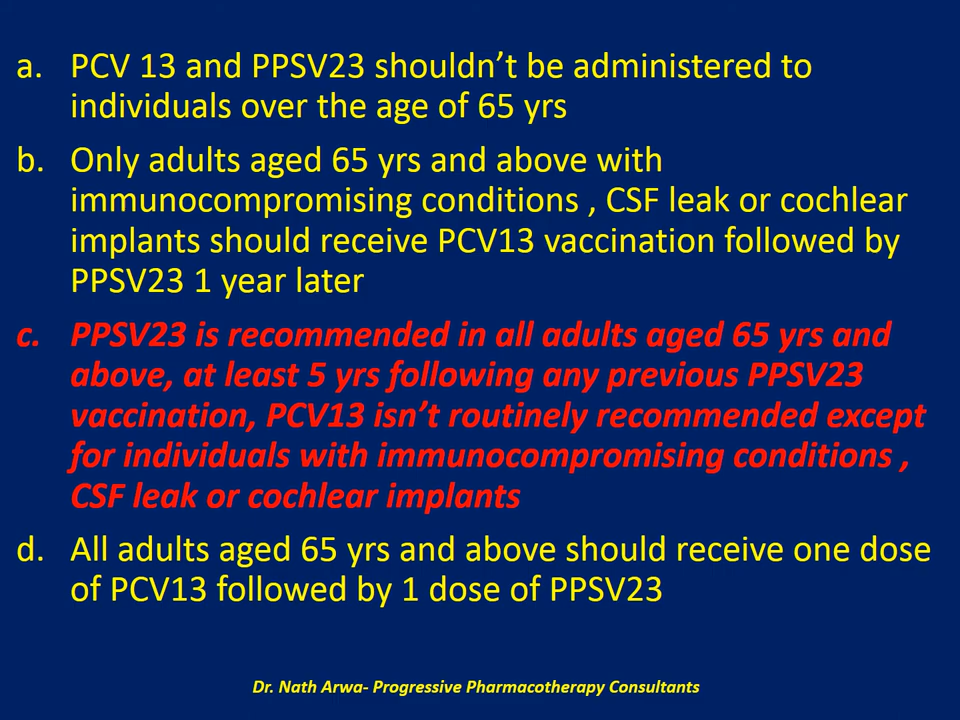 a. PCV 13 and PPSV23 shouldn’t be administered to
individuals over the age of 65 yrs
b. Only adults aged 65 yrs and above with
immunocompromising conditions , CSF leak or cochlear
implants should receive PCV13 vaccination followed by
PPSV23 1 year later
c. PPSV23 is recommended in all adults aged 65 yrs and
above, at least 5 yrs following any previous PPSV23
vaccination, PCV13 isn’t routinely recommended except
for individuals with immunocompromising conditions ,
CSF leak or cochlear implants
d. All adults aged 65 yrs and above should receive one dose
of PCV13 followed by 1 dose of PPSV23
Dr. Nath Arwa- Progressive Pharmacotherapy Consultants